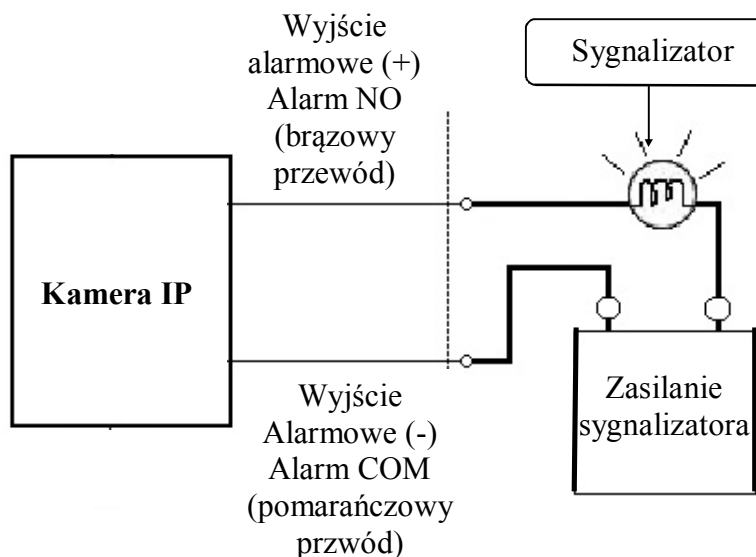 Wyjście
alarmowe (+)
Alarm NO
(brązowy
przewód)
Sygnalizator
Kamera IP
Wyjście
Alarmowe (-)
Alarm COM
(pomarańczowy
przwód)
Zasilanie
sygnalizatora